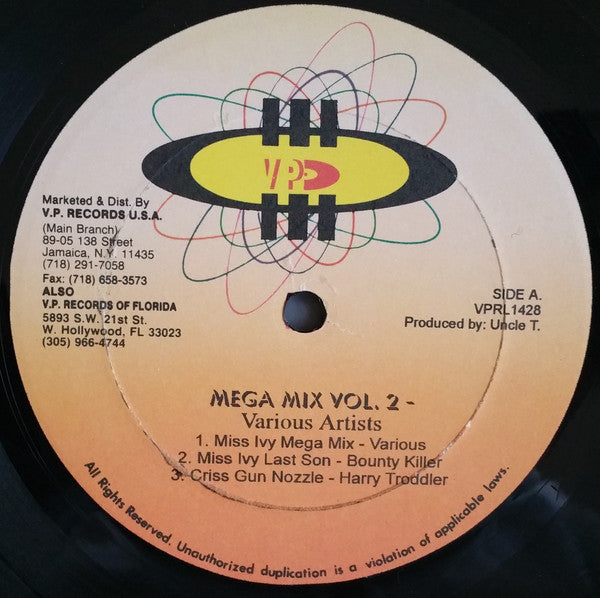 VP
Marketed & Dist. By
V.P. RECORDS U.S.A.
(Main Branch)
89-05 138 Street
Jamaica, N.Y. 11435
(718) 291-7058
Fax: (718) 658-3573
ALSO
V.P. RECORDS OF FLORIDA
5893 S.W. 21st St.
W. Hollywood, FL 33023
(305) 966-4744
SIDE A.
VPRL1428
Produced by: Uncle T.
MEGA MIX VOL. 2 -
Various Artists
1. Miss Ivy Mega Mix - Various
2. Miss Ivy Last Son - Bounty Killer
3. Criss Gun Nozzle - Harry Troddler
All Rights Reserved. Unauthorized duplication is a violation of applicable laws.